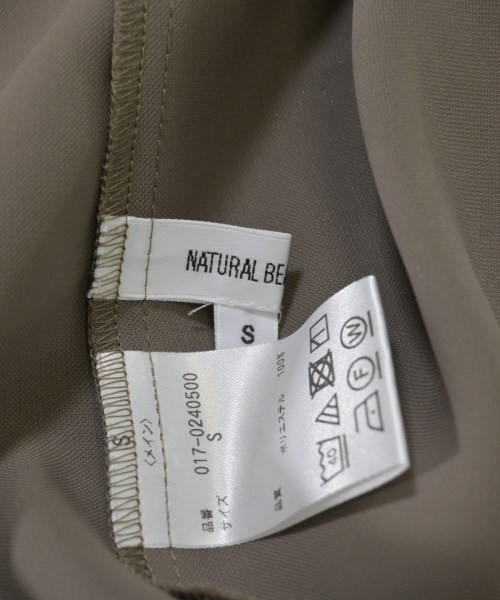 NATURAL BE
S
S
〈メイン〉
品番 017-0240500
サイズ S
品質 ポリエステル 100%
40
W
F